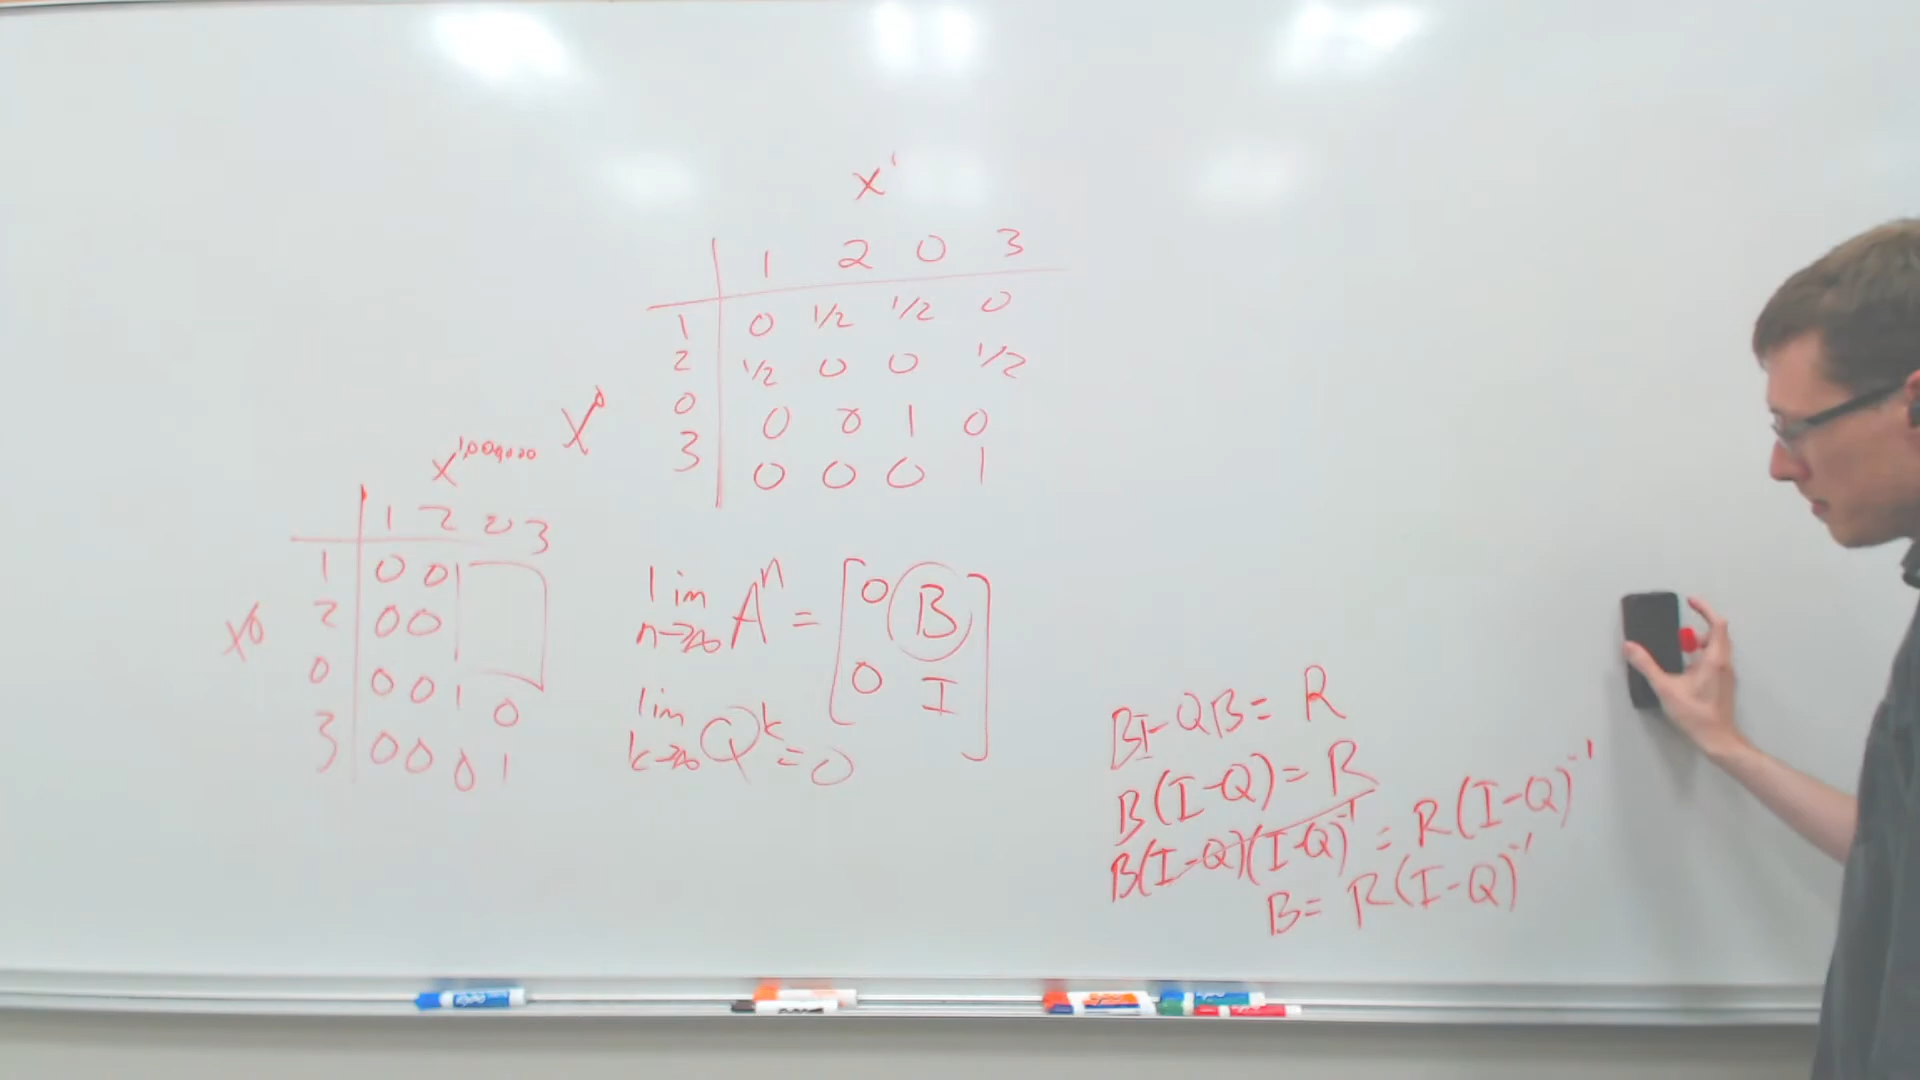 X¹
1 2 0 3
1 0 1/2 1/2 0
2 1/2 0 0 1/2
0 0 0 1 0
3 0 0 0 1
X⁰
X^1,000,000
1 2 0 3
1 0 0
2 0 0
0 0 0 1 0
3 0 0 0 1
X⁰
lim n→∞ Aⁿ = [0 B
0 I]
lim k→∞ Qᵏ = 0
BI-QB = R
B(I-Q) = R
B(I-Q)(I-Q)⁻¹ = R(I-Q)⁻¹
B = R(I-Q)⁻¹